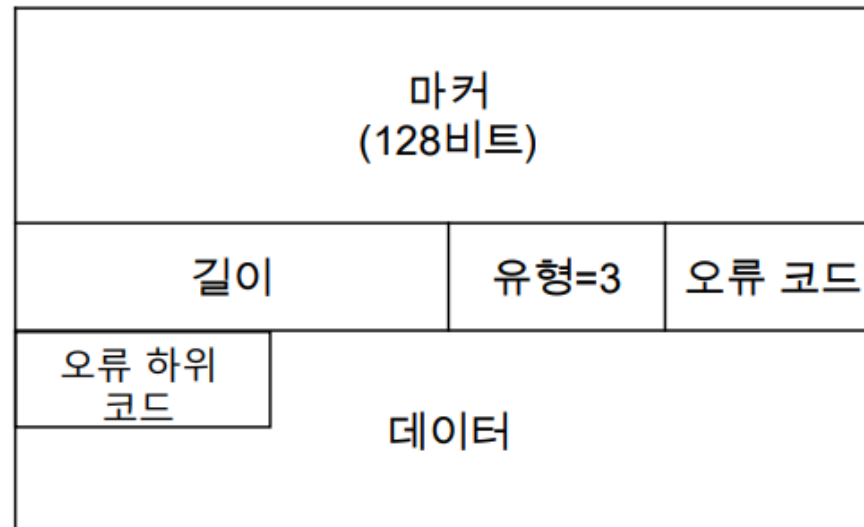 마커
(128비트)
길이
유형=3
오류 코드
오류 하위
코드
데이터